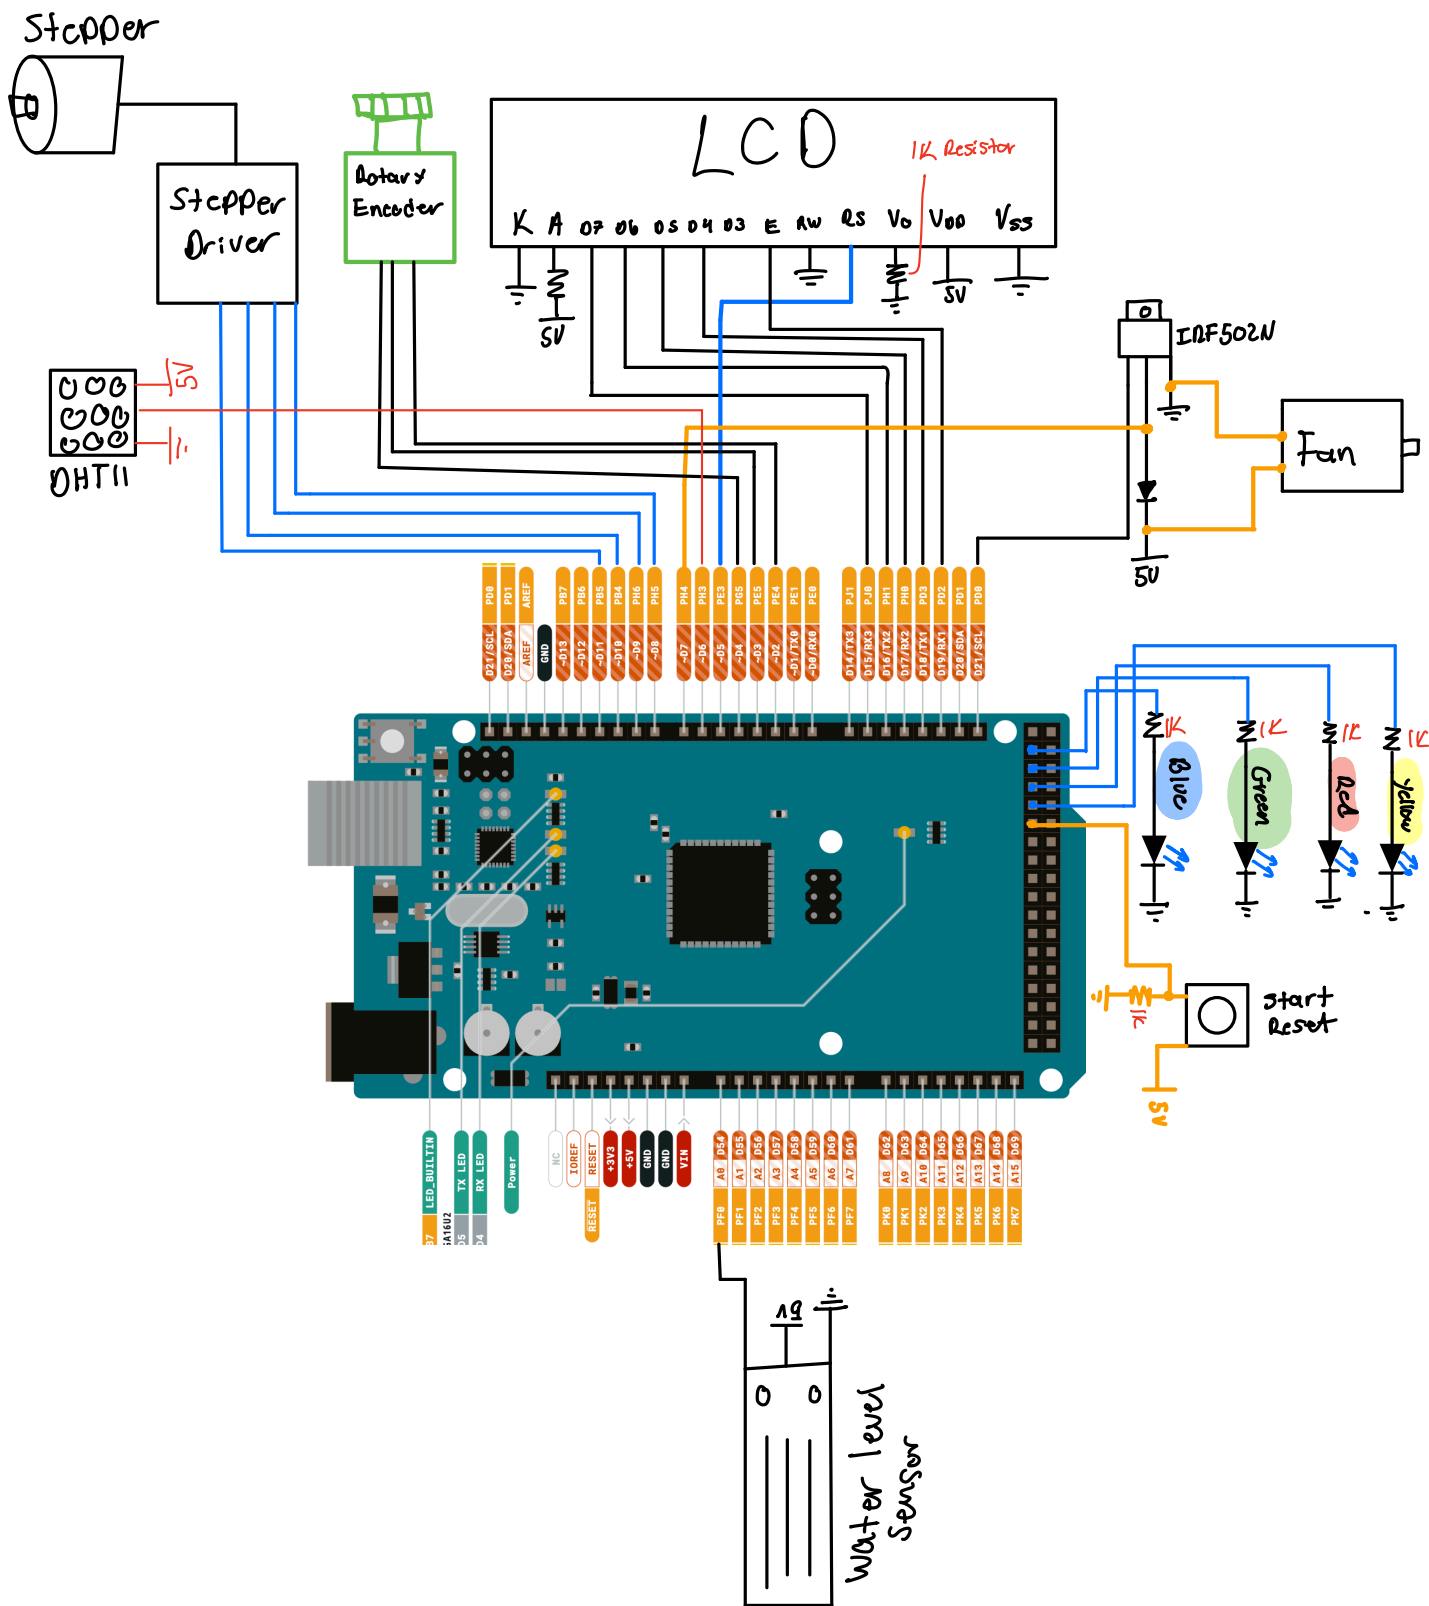 Stepper
Stepper
Driver
Rotary
Encoder
LCD
1K Resistor
K A D7 D6 D5 D4 D3 E RW RS Vo VDD VSS
5V
5V
IRF502N
5V
DHT11
Fan
5V
PD0 PD1 AREF PB7 PB6 PB5 PB4 PH6 PH5 PH4 PH3 PE3 PG5 PE5 PE4 PE1 PE0 PJ1 PJ0 PH1 PH0 PD3 PD2 PD1 PD0
D21/SCL D20/SDA AREF GND ~D13 ~D12 ~D11 ~D10 ~D9 ~D8 ~D7 ~D6 ~D5 ~D4 ~D3 ~D2 ~D1/TX0 ~D0/RX0 D14/TX3 D15/RX3 D16/TX2 D17/RX2 D18/TX1 D19/RX1 D20/SDA D21/SCL
1K 1K 1K 1K
Blue Green Red Yellow
Start
Reset
1K
5V
LED_BUILTIN TX LED RX LED Power NC IOREF RESET +3V3 +5V GND GND VIN
D54 D55 D56 D57 D58 D59 D60 D61 D62 D63 D64 D65 D66 D67 D68 D69
A0 A1 A2 A3 A4 A5 A6 A7 A8 A9 A10 A11 A12 A13 A14 A15
B7 GA16U2 D5 D4 RESET PF0 PF1 PF2 PF3 PF4 PF5 PF6 PF7 PK0 PK1 PK2 PK3 PK4 PK5 PK6 PK7
Water level
Sensor